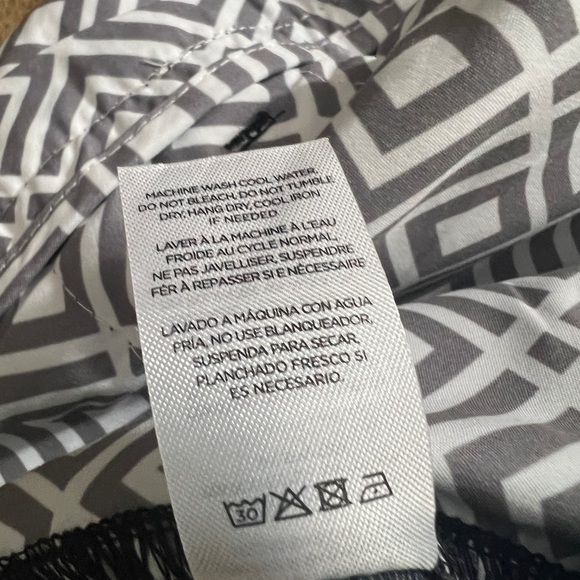 MACHINE WASH COOL WATER,
DO NOT BLEACH, DO NOT TUMBLE
DRY, HANG DRY, COOL IRON
IF NEEDED
LAVER À LA MACHINE À L'EAU
FROIDE AU CYCLE NORMAL,
NE PAS JAVELLISER, SUSPENDRE
FÉR À REPASSER SI E NÉCESSAIRE
LAVADO A MÁQUINA CON AGUA
FRÍA, NO USE BLANQUEADOR,
SUSPENDA PARA SECAR,
PLANCHADO FRESCO SI
ES NECESARIO.
30